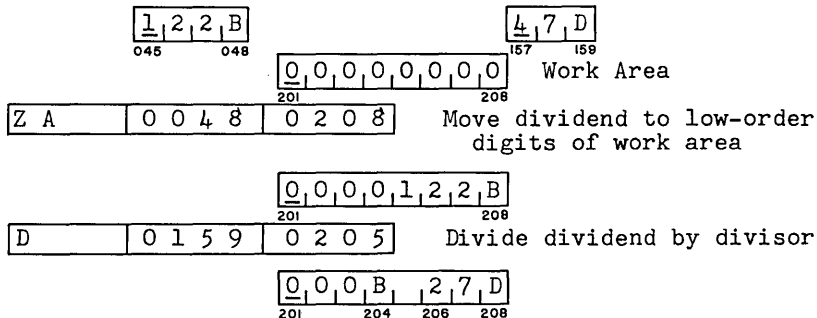 1 2 2 B 4 7 D
045 048 157 159
0 0 0 0 0 0 0 0 Work Area
201 208
Z A 0 0 4 8 0 2 0 8 Move dividend to low-order
digits of work area
0 0 0 0 1 2 2 B
201 208
D 0 1 5 9 0 2 0 5 Divide dividend by divisor
0 0 0 B 2 7 D
201 204 206 208